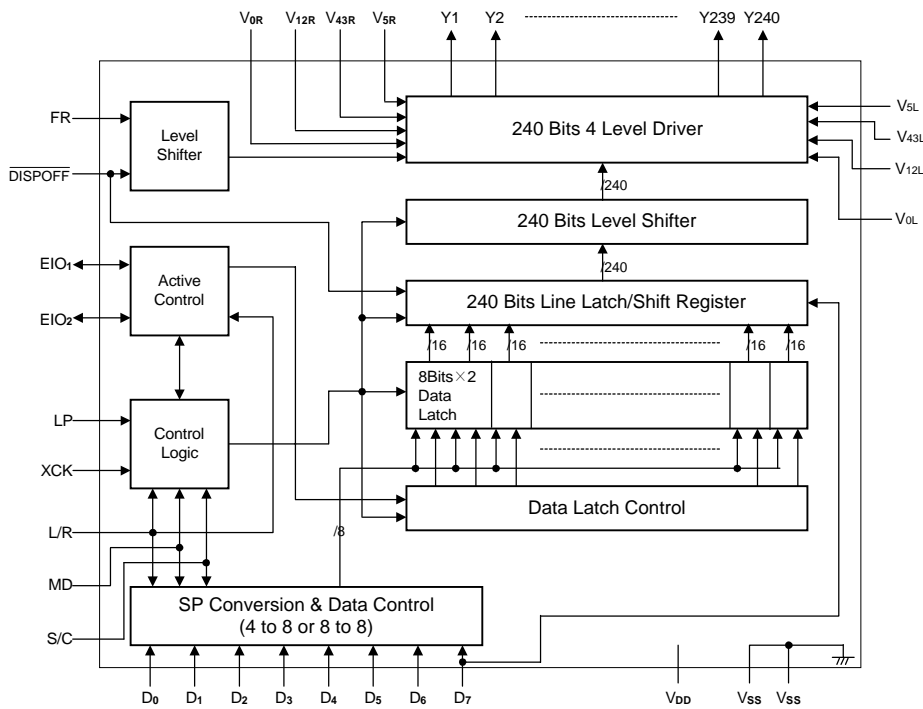 V0R V12R V43R V5R Y1 Y2 Y239 Y240
FR
Level
Shifter
DISPOFF
240 Bits 4 Level Driver
V5L
V43L
V12L
V0L
/240
240 Bits Level Shifter
/240
EIO1
EIO2
Active
Control
240 Bits Line Latch/Shift Register
/16 /16 /16 /16 /16
8Bits×2
Data
Latch
LP
XCK
Control
Logic
Data Latch Control
/8
L/R
MD
S/C
SP Conversion & Data Control
(4 to 8 or 8 to 8)
D0 D1 D2 D3 D4 D5 D6 D7 VDD VSS VSS